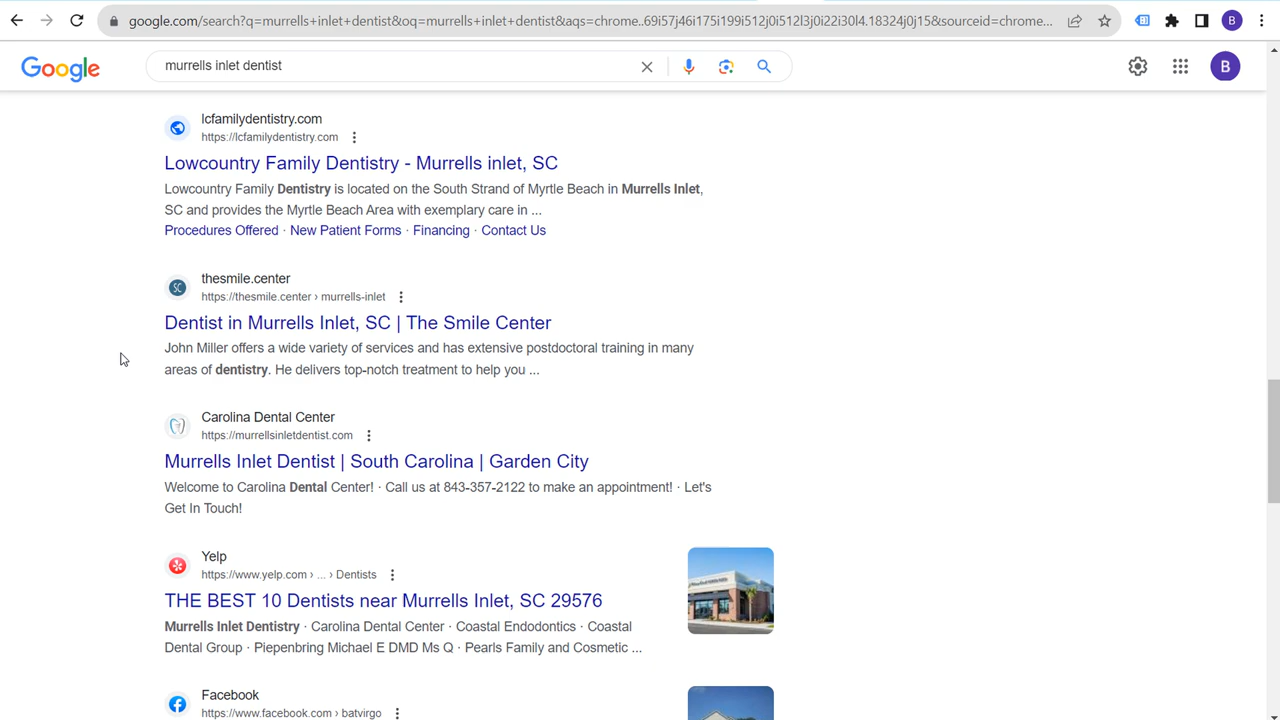 google.com/search?q=murrells+inlet+dentist&oq=murrells+inlet+dentist&aqs=chrome..69i57j46i175i199i512j0i512l3j0i22i30l4.18324j0j15&sourceid=chrome...
B
Google
murrells inlet dentist
B
lcfamilydentistry.com
https://lcfamilydentistry.com
Lowcountry Family Dentistry - Murrells inlet, SC
Lowcountry Family Dentistry is located on the South Strand of Myrtle Beach in Murrells Inlet,
SC and provides the Myrtle Beach Area with exemplary care in ...
Procedures Offered · New Patient Forms · Financing · Contact Us
SC
thesmile.center
https://thesmile.center › murrells-inlet
Dentist in Murrells Inlet, SC | The Smile Center
John Miller offers a wide variety of services and has extensive postdoctoral training in many
areas of dentistry. He delivers top-notch treatment to help you ...
Carolina Dental Center
https://murrellsinletdentist.com
Murrells Inlet Dentist | South Carolina | Garden City
Welcome to Carolina Dental Center! · Call us at 843-357-2122 to make an appointment! · Let's
Get In Touch!
Yelp
https://www.yelp.com › ... › Dentists
THE BEST 10 Dentists near Murrells Inlet, SC 29576
Murrells Inlet Dentistry · Carolina Dental Center · Coastal Endodontics · Coastal
Dental Group · Piepenbring Michael E DMD Ms Q · Pearls Family and Cosmetic ...
Facebook
https://www.facebook.com › batvirgo